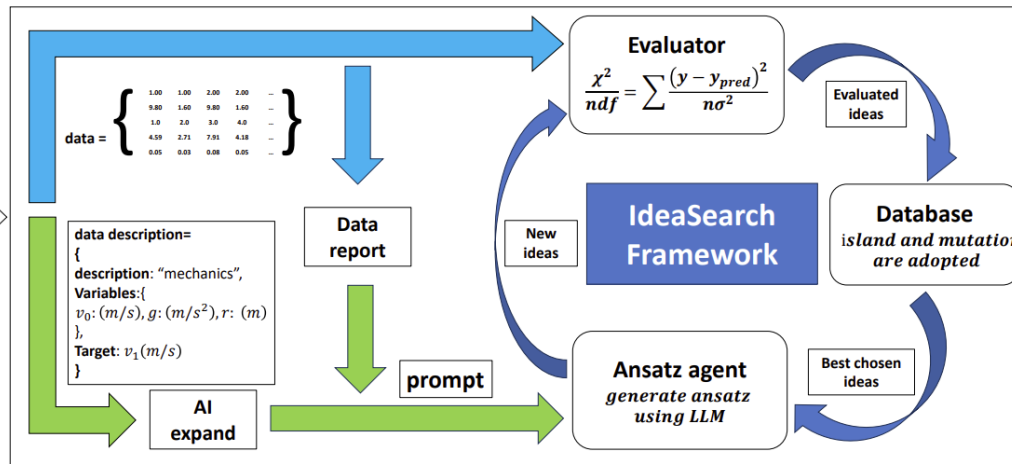 data =
1.00 1.00 2.00 2.00 ...
9.80 1.60 9.80 1.60 ...
1.0 2.0 3.0 4.0 ...
4.59 2.71 7.91 4.18 ...
0.05 0.03 0.08 0.05 ...
data description=
{
description: “mechanics”,
Variables:{
v₀: (m/s), g: (m/s²), r: (m)
},
Target: v₁(m/s)
}
AI
expand
Data
report
prompt
Evaluator
χ²/ndf = ∑ (y − y_pred)²/nσ²
Evaluated
ideas
New
ideas
IdeaSearch
Framework
Database
island and mutation
are adopted
Best chosen
ideas
Ansatz agent
generate ansatz
using LLM